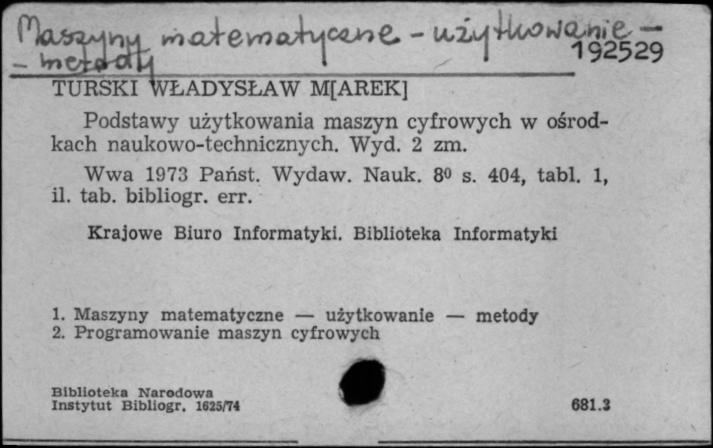 Maszyny matematyczne - użytkowanie -
192529
- metody
TURSKI WŁADYSŁAW M[AREK]
Podstawy użytkowania maszyn cyfrowych w ośrod-
kach naukowo-technicznych. Wyd. 2 zm.
Wwa 1973 Państ. Wydaw. Nauk. 8⁰ s. 404, tabl. 1,
il. tab. bibliogr. err.
Krajowe Biuro Informatyki. Biblioteka Informatyki
1. Maszyny matematyczne — użytkowanie — metody
2. Programowanie maszyn cyfrowych
Biblioteka Narodowa
Instytut Bibliogr. 1625/74
681.3